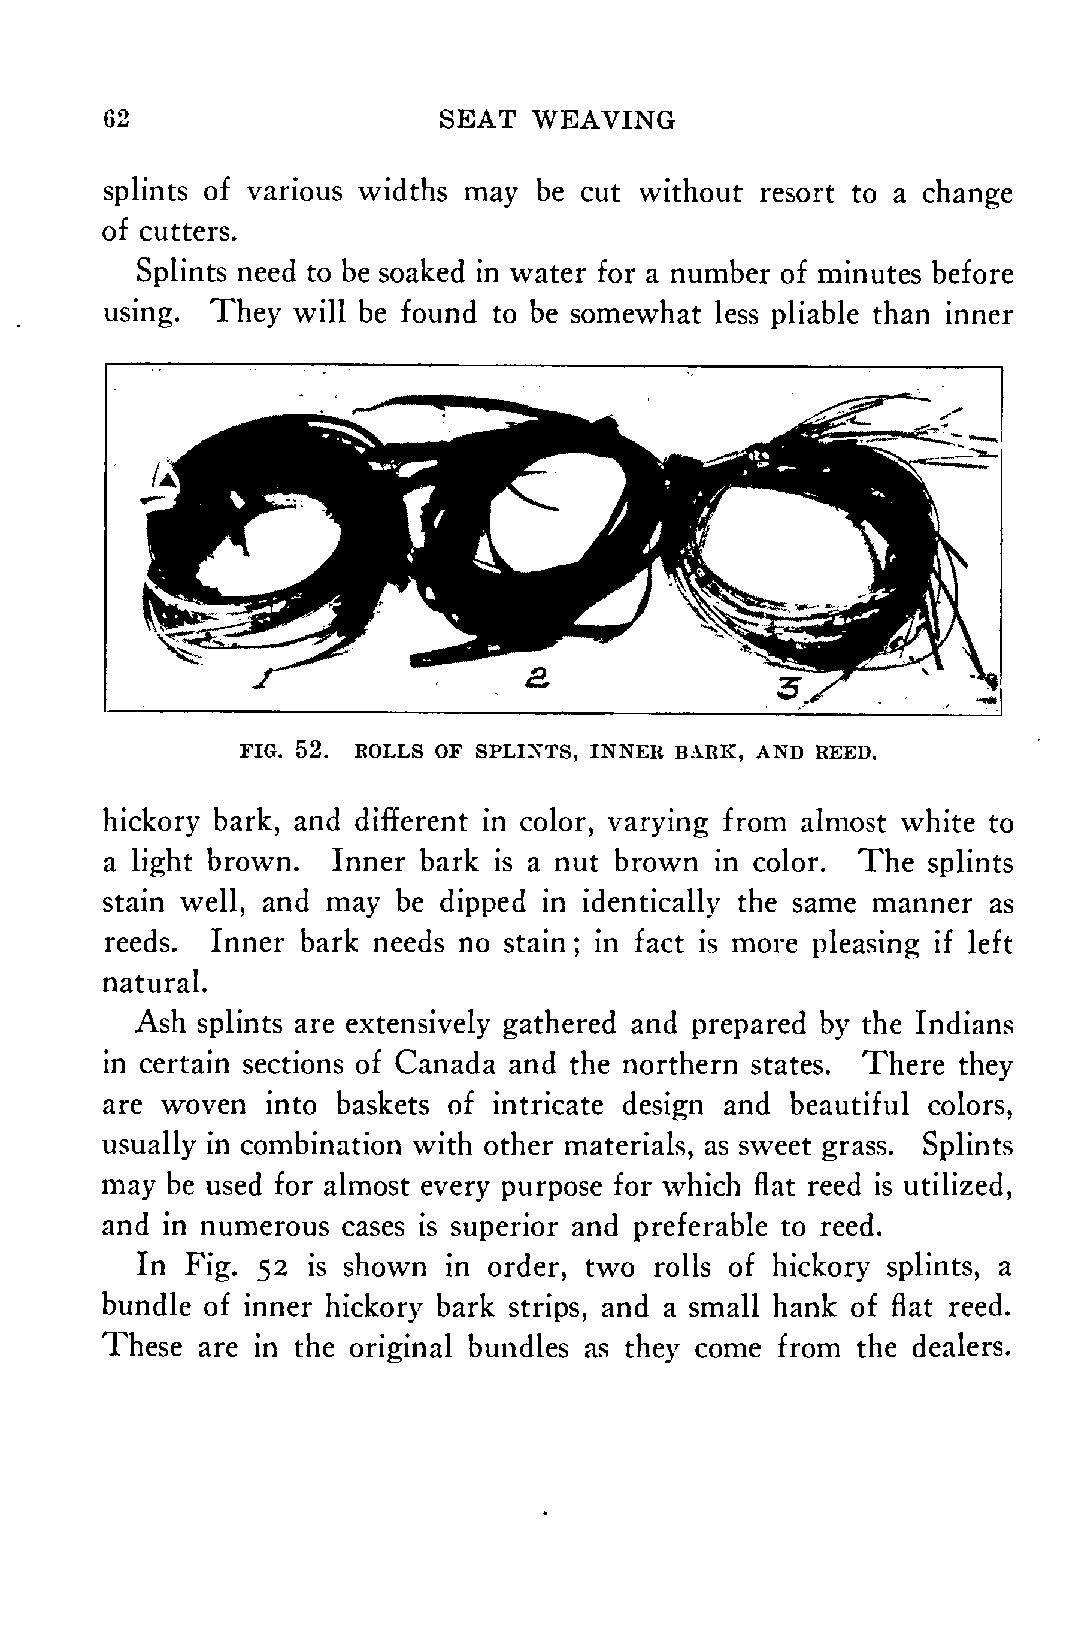 62 SEAT WEAVING
splints of various widths may be cut without resort to a change
of cutters.
Splints need to be soaked in water for a number of minutes before
using. They will be found to be somewhat less pliable than inner
1 2 3
FIG. 52. ROLLS OF SPLINTS, INNER BARK, AND REED.
hickory bark, and different in color, varying from almost white to
a light brown. Inner bark is a nut brown in color. The splints
stain well, and may be dipped in identically the same manner as
reeds. Inner bark needs no stain; in fact is more pleasing if left
natural.
Ash splints are extensively gathered and prepared by the Indians
in certain sections of Canada and the northern states. There they
are woven into baskets of intricate design and beautiful colors,
usually in combination with other materials, as sweet grass. Splints
may be used for almost every purpose for which flat reed is utilized,
and in numerous cases is superior and preferable to reed.
In Fig. 52 is shown in order, two rolls of hickory splints, a
bundle of inner hickory bark strips, and a small hank of flat reed.
These are in the original bundles as they come from the dealers.